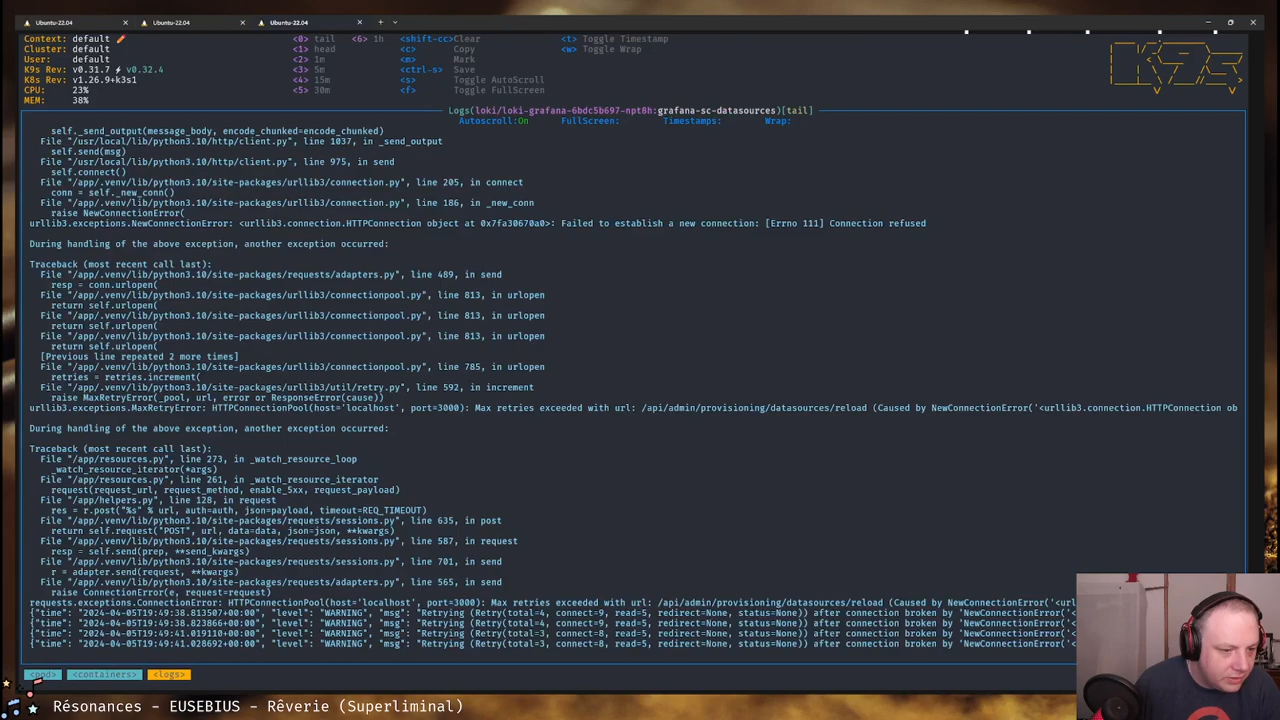 Ubuntu-22.04 × Ubuntu-22.04 × Ubuntu-22.04 × +
Context: default <0> tail <6> 1h <shift-cc>Clear <t> Toggle Timestamp
Cluster: default <1> head <c> Copy <w> Toggle Wrap
User: default <2> 1m <m> Mark
K9s Rev: v0.31.7 ⚡ v0.32.4 <3> 5m <ctrl-s> Save
K8s Rev: v1.26.9+k3s1 <4> 15m <s> Toggle AutoScroll
CPU: 23% <5> 30m <f> Toggle FullScreen
MEM: 38%
Logs(loki/loki-grafana-6bdc5b697-npt8h:grafana-sc-datasources)[tail]
Autoscroll:On FullScreen: Timestamps: Wrap:
self._send_output(message_body, encode_chunked=encode_chunked)
File "/usr/local/lib/python3.10/http/client.py", line 1037, in _send_output
self.send(msg)
File "/usr/local/lib/python3.10/http/client.py", line 975, in send
self.connect()
File "/app/.venv/lib/python3.10/site-packages/urllib3/connection.py", line 205, in connect
conn = self._new_conn()
File "/app/.venv/lib/python3.10/site-packages/urllib3/connection.py", line 186, in _new_conn
raise NewConnectionError(
urllib3.exceptions.NewConnectionError: <urllib3.connection.HTTPConnection object at 0x7fa30670a0>: Failed to establish a new connection: [Errno 111] Connection refused
During handling of the above exception, another exception occurred:
Traceback (most recent call last):
File "/app/.venv/lib/python3.10/site-packages/requests/adapters.py", line 489, in send
resp = conn.urlopen(
File "/app/.venv/lib/python3.10/site-packages/urllib3/connectionpool.py", line 813, in urlopen
return self.urlopen(
File "/app/.venv/lib/python3.10/site-packages/urllib3/connectionpool.py", line 813, in urlopen
return self.urlopen(
File "/app/.venv/lib/python3.10/site-packages/urllib3/connectionpool.py", line 813, in urlopen
return self.urlopen(
[Previous line repeated 2 more times]
File "/app/.venv/lib/python3.10/site-packages/urllib3/connectionpool.py", line 785, in urlopen
retries = retries.increment(
File "/app/.venv/lib/python3.10/site-packages/urllib3/util/retry.py", line 592, in increment
raise MaxRetryError(_pool, url, error or ResponseError(cause))
urllib3.exceptions.MaxRetryError: HTTPConnectionPool(host='localhost', port=3000): Max retries exceeded with url: /api/admin/provisioning/datasources/reload (Caused by NewConnectionError('<urllib3.connection.HTTPConnection ob
During handling of the above exception, another exception occurred:
Traceback (most recent call last):
File "/app/resources.py", line 273, in _watch_resource_loop
_watch_resource_iterator(*args)
File "/app/resources.py", line 261, in _watch_resource_iterator
request(request_url, request_method, enable_5xx, request_payload)
File "/app/helpers.py", line 128, in request
res = r.post("%s" % url, auth=auth, json=payload, timeout=REQ_TIMEOUT)
File "/app/.venv/lib/python3.10/site-packages/requests/sessions.py", line 635, in post
return self.request("POST", url, data=data, json=json, **kwargs)
File "/app/.venv/lib/python3.10/site-packages/requests/sessions.py", line 587, in request
resp = self.send(prep, **send_kwargs)
File "/app/.venv/lib/python3.10/site-packages/requests/sessions.py", line 701, in send
r = adapter.send(request, **kwargs)
File "/app/.venv/lib/python3.10/site-packages/requests/adapters.py", line 565, in send
raise ConnectionError(e, request=request)
requests.exceptions.ConnectionError: HTTPConnectionPool(host='localhost', port=3000): Max retries exceeded with url: /api/admin/provisioning/datasources/reload (Caused by NewConnectionError('<url
{"time": "2024-04-05T19:49:38.813507+00:00", "level": "WARNING", "msg": "Retrying (Retry(total=4, connect=9, read=5, redirect=None, status=None)) after connection broken by 'NewConnectionError('<
{"time": "2024-04-05T19:49:38.823866+00:00", "level": "WARNING", "msg": "Retrying (Retry(total=4, connect=9, read=5, redirect=None, status=None)) after connection broken by 'NewConnectionError('<
{"time": "2024-04-05T19:49:41.019110+00:00", "level": "WARNING", "msg": "Retrying (Retry(total=3, connect=8, read=5, redirect=None, status=None)) after connection broken by 'NewConnectionError('<
{"time": "2024-04-05T19:49:41.028692+00:00", "level": "WARNING", "msg": "Retrying (Retry(total=3, connect=8, read=5, redirect=None, status=None)) after connection broken by 'NewConnectionError('<
<pod> <containers> <logs>
Résonances - EUSEBIUS - Rêverie (Superliminal)